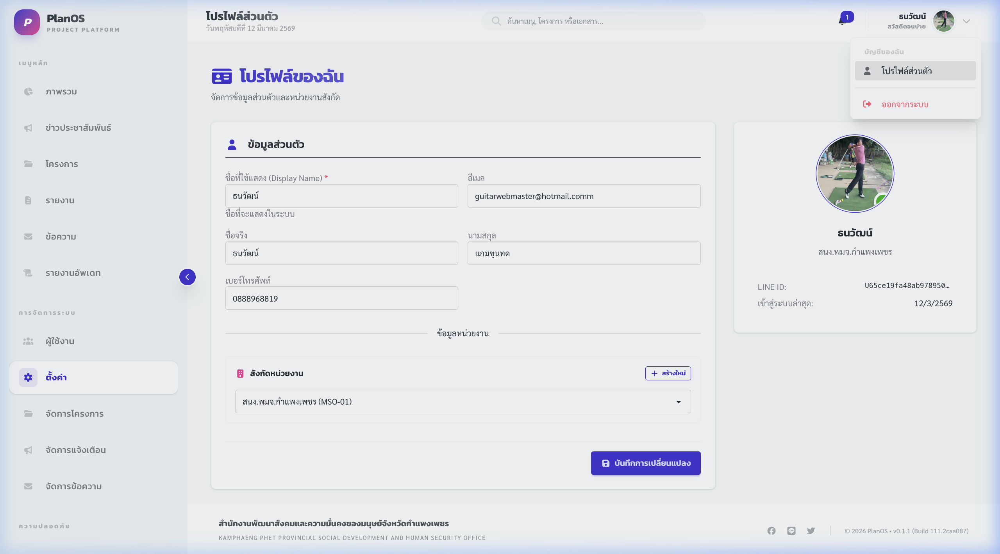 P
PlanOS
PROJECT PLATFORM
เมนูหลัก
ภาพรวม
ข่าวประชาสัมพันธ์
โครงการ
รายงาน
ข้อความ
รายงานอัพเดท
การจัดการระบบ
ผู้ใช้งาน
ตั้งค่า
จัดการโครงการ
จัดการแจ้งเตือน
จัดการข้อความ
ความปลอดภัย
โปรไฟล์ส่วนตัว
วันพฤหัสบดีที่ 12 มีนาคม 2569
ค้นหาเมนู, โครงการ หรือเอกสาร...
1
ธนวัฒน์
สวัสดีตอนบ่าย
บัญชีของฉัน
โปรไฟล์ส่วนตัว
ออกจากระบบ
โปรไฟล์ของฉัน
จัดการข้อมูลส่วนตัวและหน่วยงานสังกัด
ข้อมูลส่วนตัว
ชื่อที่ใช้แสดง (Display Name) *
ธนวัฒน์
ชื่อที่จะแสดงในระบบ
อีเมล
guitarwebmaster@hotmail.comm
ชื่อจริง
ธนวัฒน์
นามสกุล
แกมขุนทด
เบอร์โทรศัพท์
0888968819
ข้อมูลหน่วยงาน
สังกัดหน่วยงาน
สร้างใหม่
สนง.พมจ.กำแพงเพชร (MSO-01)
บันทึกการเปลี่ยนแปลง
ธนวัฒน์
สนง.พมจ.กำแพงเพชร
LINE ID: U65ce19fa48ab978950…
เข้าสู่ระบบล่าสุด: 12/3/2569
สำนักงานพัฒนาสังคมและความมั่นคงของมนุษย์จังหวัดกำแพงเพชร
KAMPHAENG PHET PROVINCIAL SOCIAL DEVELOPMENT AND HUMAN SECURITY OFFICE
© 2026 PlanOS • v0.1.1 (Build 111.2caa087)